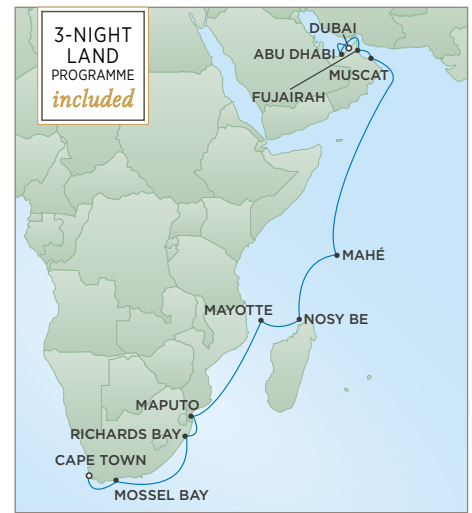 3-NIGHT
LAND
PROGRAMME
included
DUBAI
ABU DHABI
MUSCAT
FUJAIRAH
MAHÉ
MAYOTTE
NOSY BE
MAPUTO
RICHARDS BAY
CAPE TOWN
MOSSEL BAY